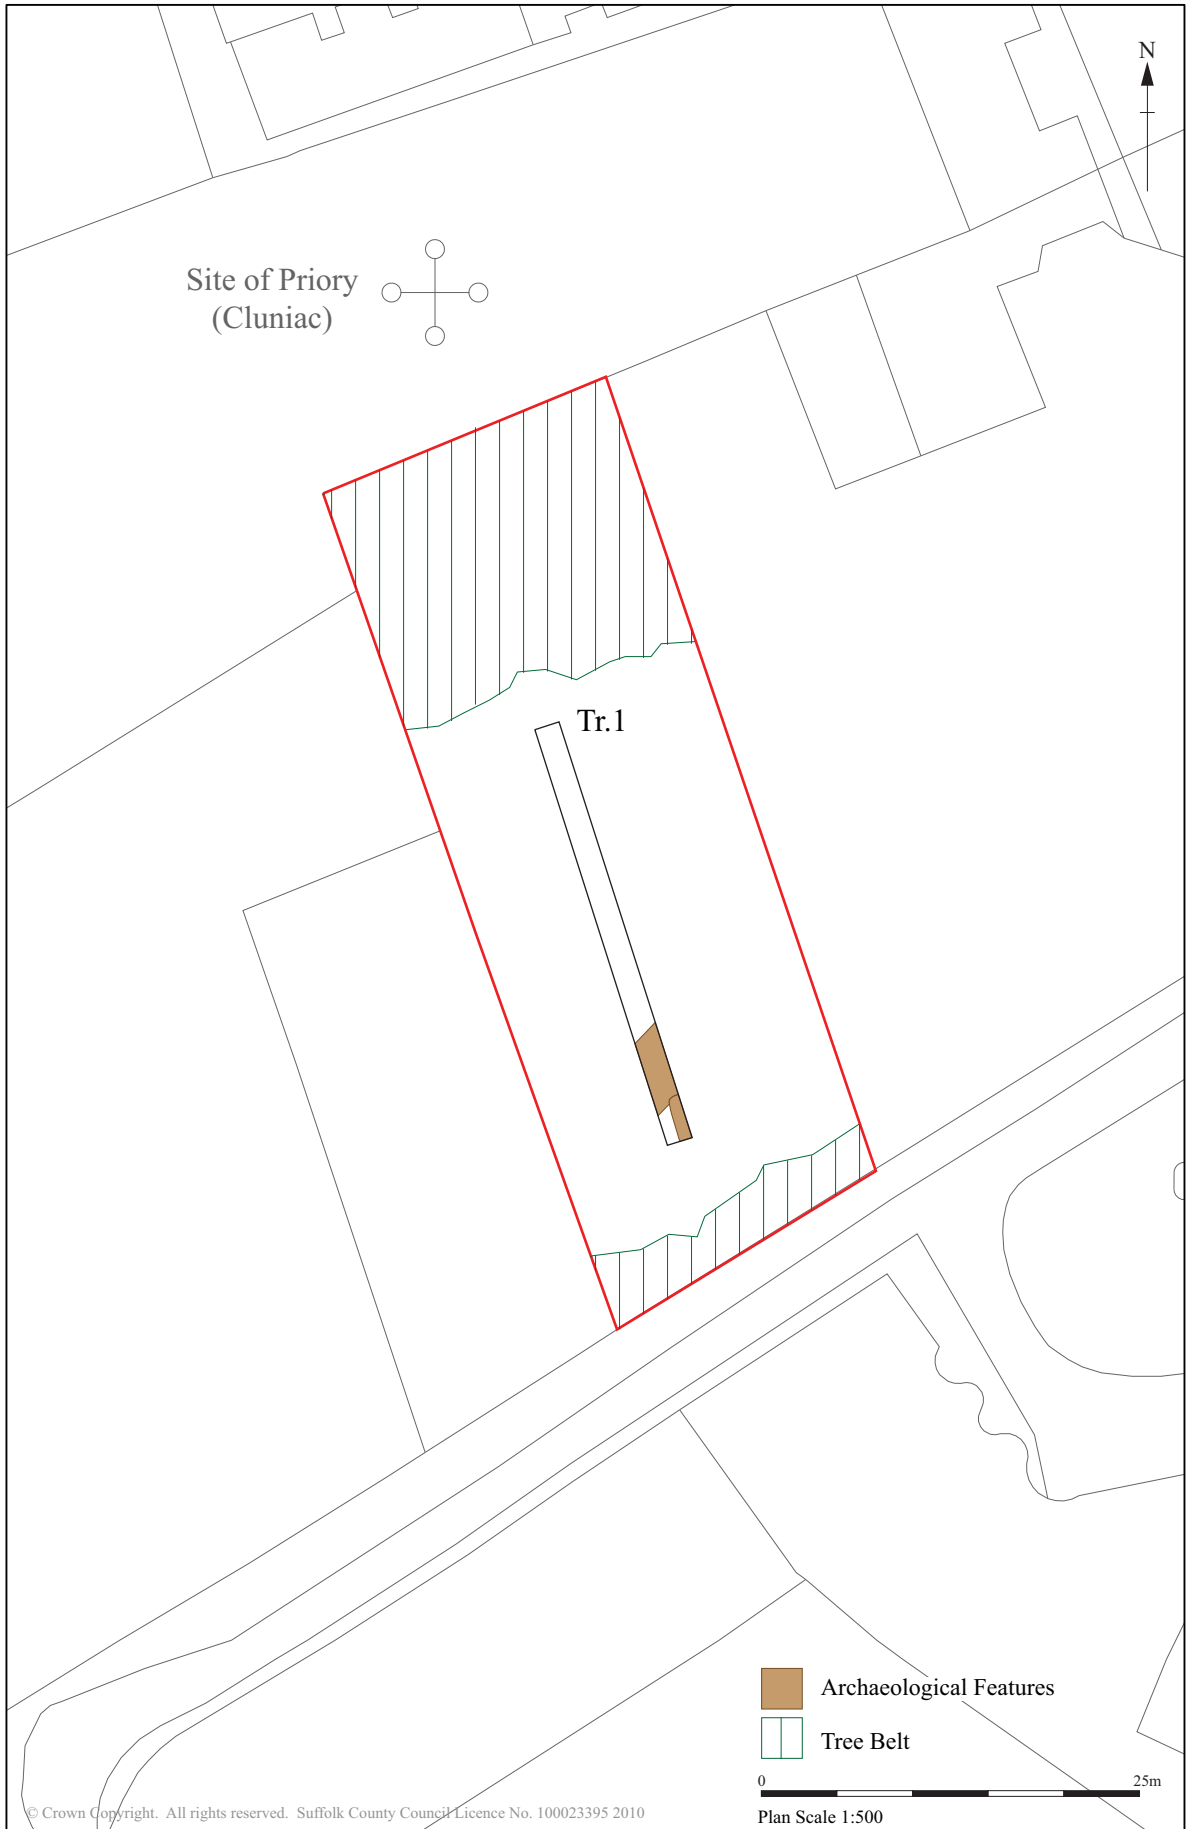 N
Site of Priory
(Cluniac)
Tr.1
Archaeological Features
Tree Belt
0 25m
Plan Scale 1:500
© Crown Copyright. All rights reserved. Suffolk County Council Licence No. 100023395 2010